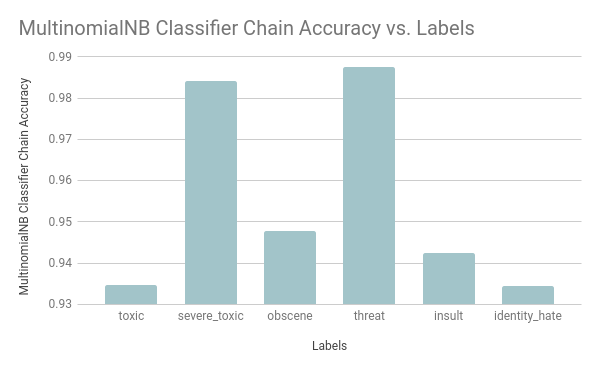 MultinomialNB Classifier Chain Accuracy vs. Labels
MultinomialNB Classifier Chain Accuracy
0.99
0.98
0.97
0.96
0.95
0.94
0.93
toxic severe_toxic obscene threat insult identity_hate
Labels